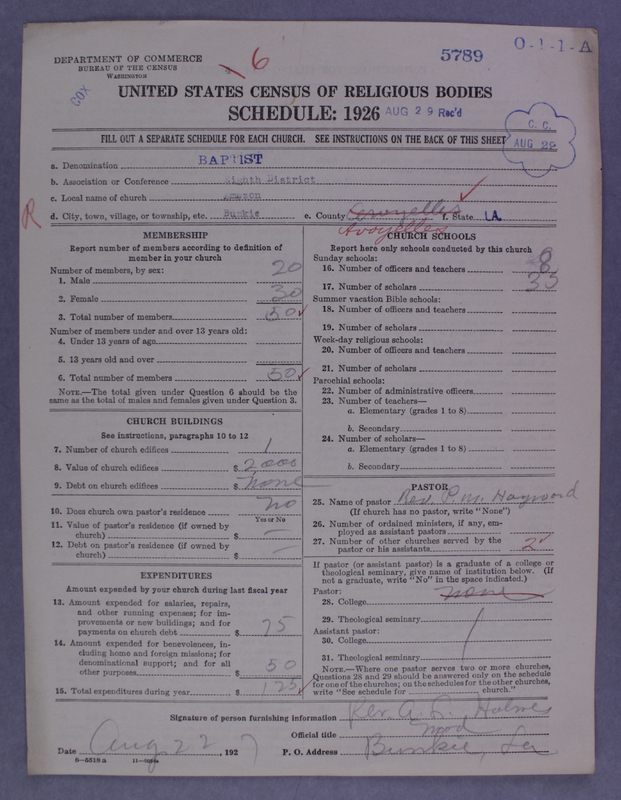 6
5789
O-1-1-A
DEPARTMENT OF COMMERCE
BUREAU OF THE CENSUS
WASHINGTON
COX
UNITED STATES CENSUS OF RELIGIOUS BODIES
SCHEDULE: 1926 AUG 29 Rec'd
C. C.
AUG 29
FILL OUT A SEPARATE SCHEDULE FOR EACH CHURCH. SEE INSTRUCTIONS ON THE BACK OF THIS SHEET
a. Denomination BAPTIST
b. Association or Conference Eighth District
c. Local name of church
R
d. City, town, village, or township, etc. Bunkie e. County Avoyelles f. State LA.
MEMBERSHIP
Report number of members according to definition of member in your church
Number of members, by sex:
1. Male 20
2. Female 30
3. Total number of members 50
Number of members under and over 13 years old:
4. Under 13 years of age
5. 13 years old and over
6. Total number of members 50
NOTE.—The total given under Question 6 should be the same as the total of males and females given under Question 3.
CHURCH BUILDINGS
See instructions, paragraphs 10 to 12
7. Number of church edifices 1
8. Value of church edifices $ 2000
9. Debt on church edifices $ None
10. Does church own pastor's residence no
Yes or No
11. Value of pastor's residence (if owned by church) $ —
12. Debt on pastor's residence (if owned by church) $ —
EXPENDITURES
Amount expended by your church during last fiscal year
13. Amount expended for salaries, repairs, and other running expenses; for improvements or new buildings; and for payments on church debt $ 75
14. Amount expended for benevolences, including home and foreign missions; for denominational support; and for all other purposes $ 50
15. Total expenditures during year $ 125
CHURCH SCHOOLS
Report here only schools conducted by this church
Sunday schools:
16. Number of officers and teachers 8
17. Number of scholars 35
Summer vacation Bible schools:
18. Number of officers and teachers
19. Number of scholars
Week-day religious schools:
20. Number of officers and teachers
21. Number of scholars
Parochial schools:
22. Number of administrative officers
23. Number of teachers—
a. Elementary (grades 1 to 8)
b. Secondary
24. Number of scholars—
a. Elementary (grades 1 to 8)
b. Secondary
PASTOR
25. Name of pastor Rev. P. M. Haywood
(If church has no pastor, write "None")
26. Number of ordained ministers, if any, employed as assistant pastors
27. Number of other churches served by the pastor or his assistants 2
If pastor (or assistant pastor) is a graduate of a college or theological seminary, give name of institution below. (If not a graduate, write "No" in the space indicated.)
Pastor: none
28. College
29. Theological seminary
Assistant pastor:
30. College
31. Theological seminary
NOTE.—Where one pastor serves two or more churches, Questions 28 and 29 should be answered only on the schedule for one of the churches; on the schedules for the other churches, write "See schedule for church."
Signature of person furnishing information Rev. A. L. Holmes
Official title Mod
Date Aug 22, 1927 P. O. Address Bunkie, La
8—5518a